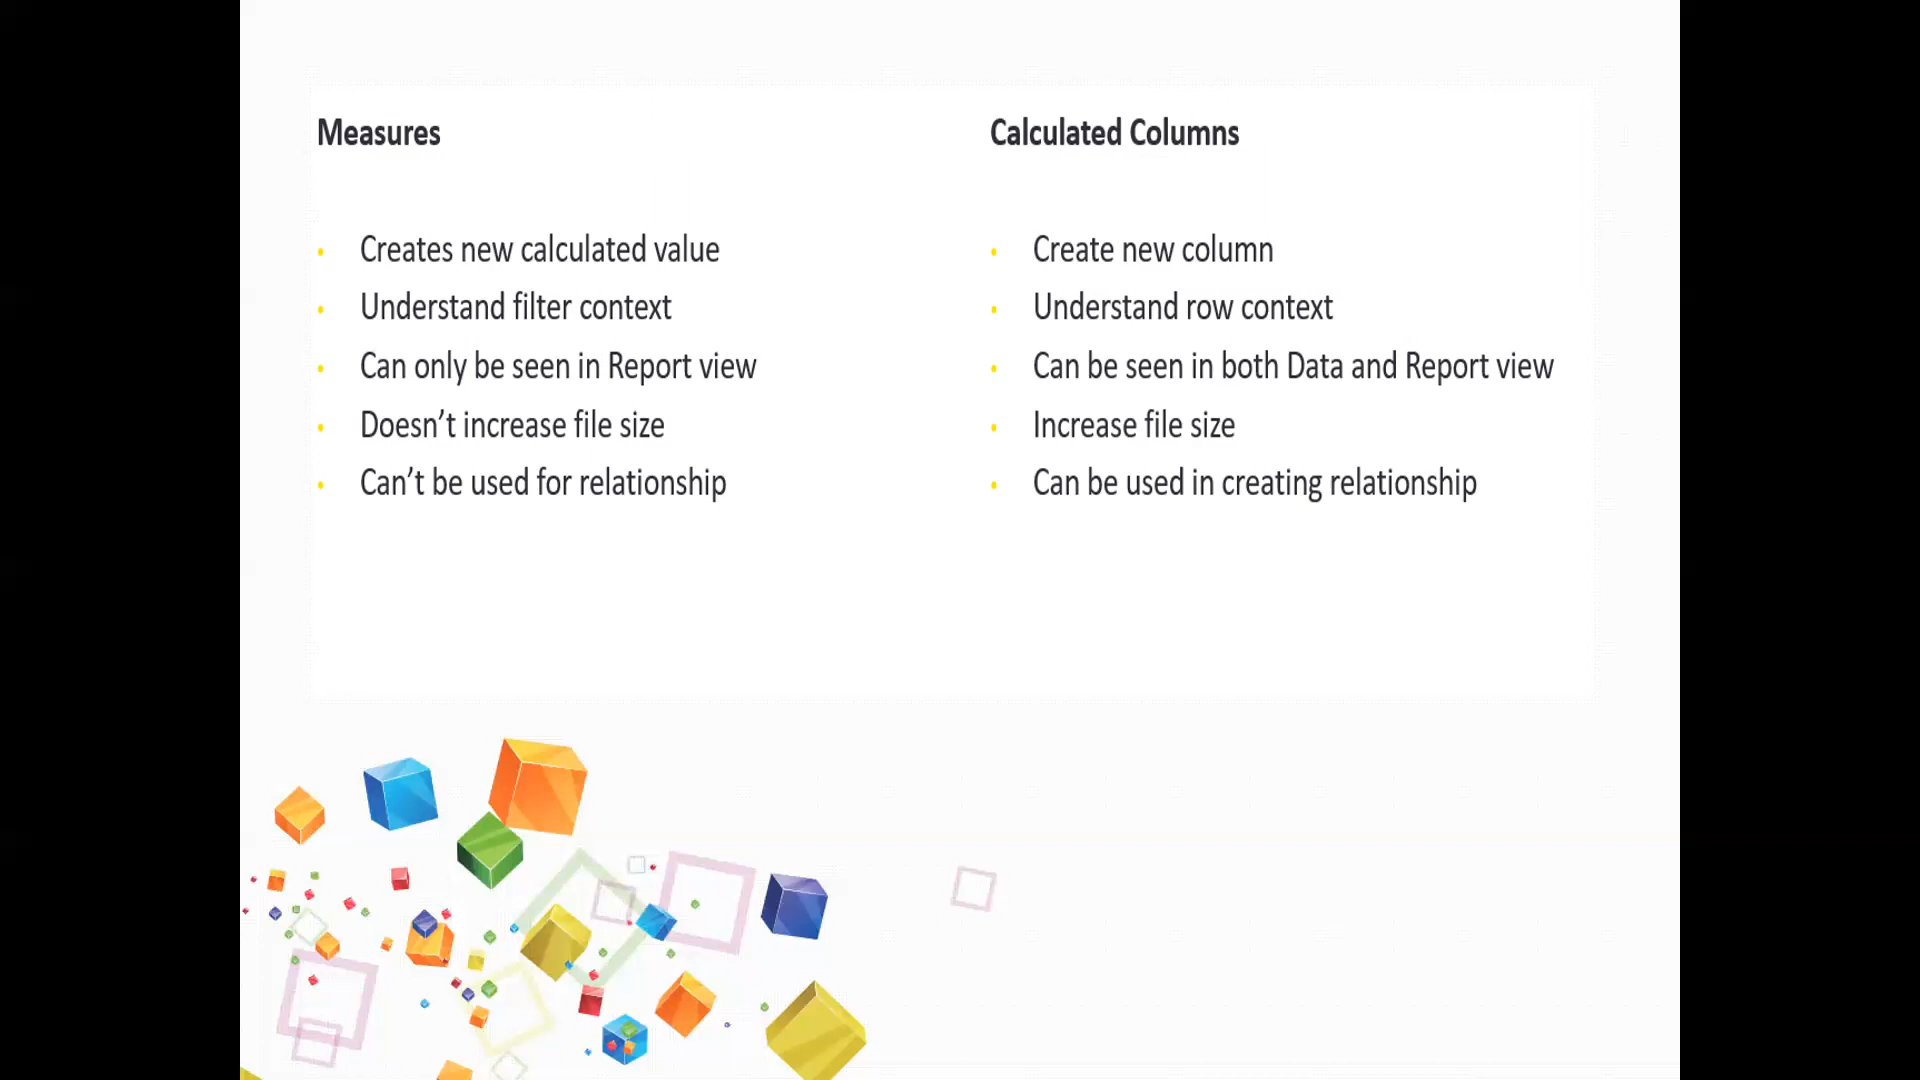 Measures
Creates new calculated value
Understand filter context
Can only be seen in Report view
Doesn’t increase file size
Can’t be used for relationship
Calculated Columns
Create new column
Understand row context
Can be seen in both Data and Report view
Increase file size
Can be used in creating relationship